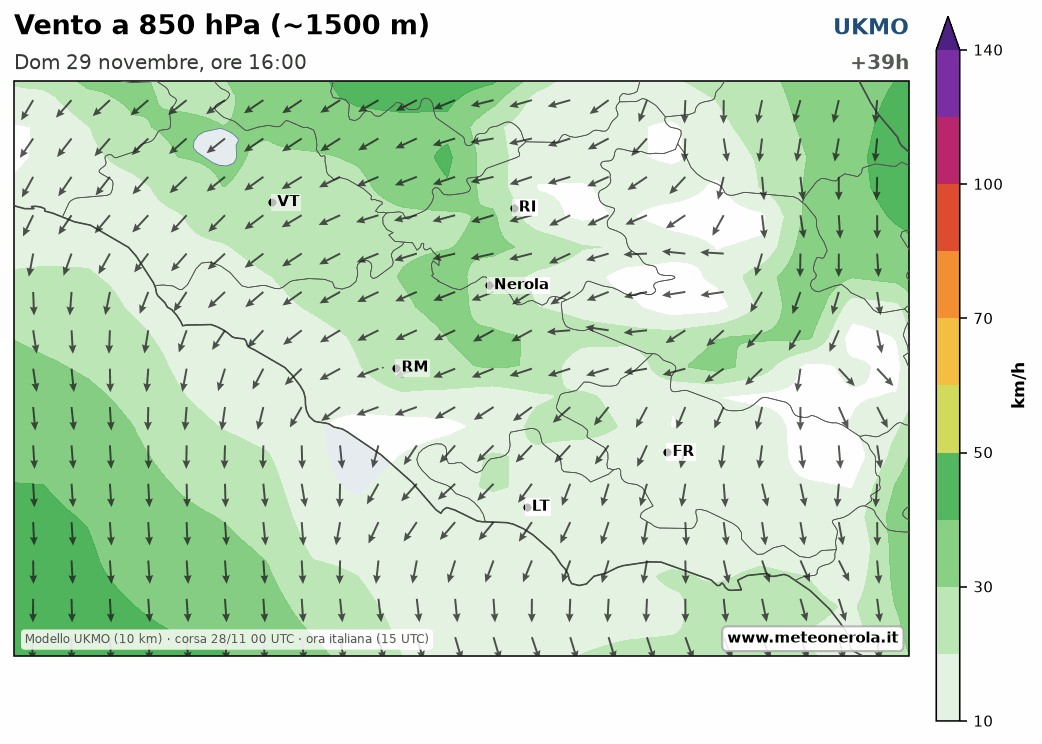 Vento a 850 hPa (~1500 m)
UKMO
Dom 29 novembre, ore 16:00
+39h
VT
RI
Nerola
RM
FR
LT
140
100
70
50
30
10
km/h
Modello UKMO (10 km) · corsa 28/11 00 UTC · ora italiana (15 UTC)
www.meteonerola.it